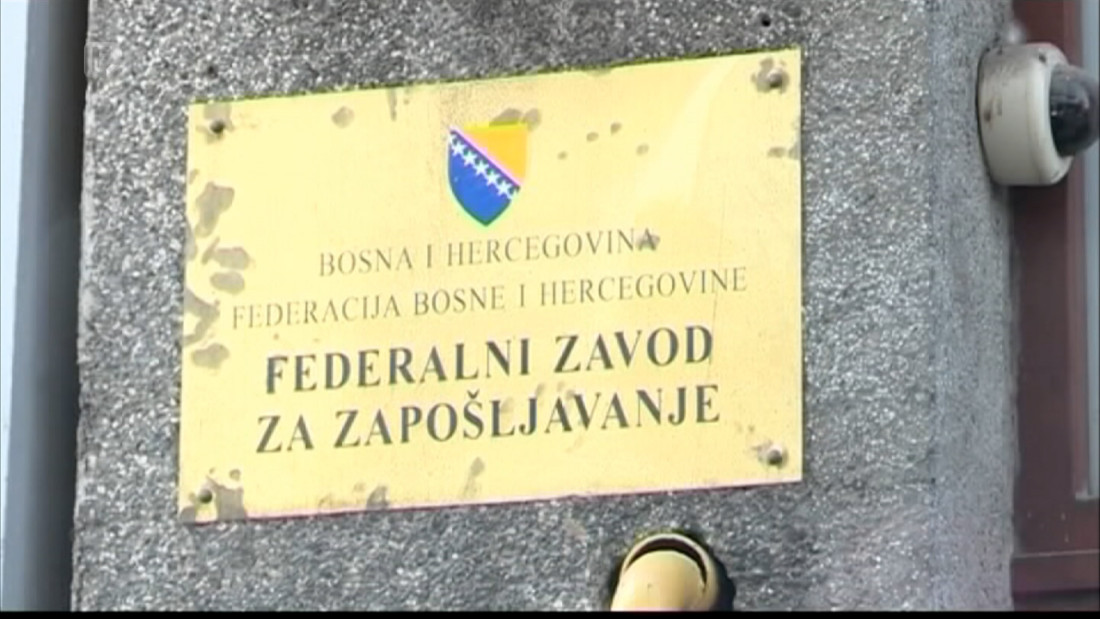 BOSNA I HERCEGOVINA
FEDERACIJA BOSNE I HERCEGOVINE
FEDERALNI ZAVOD
ZA ZAPOŠLJAVANJE